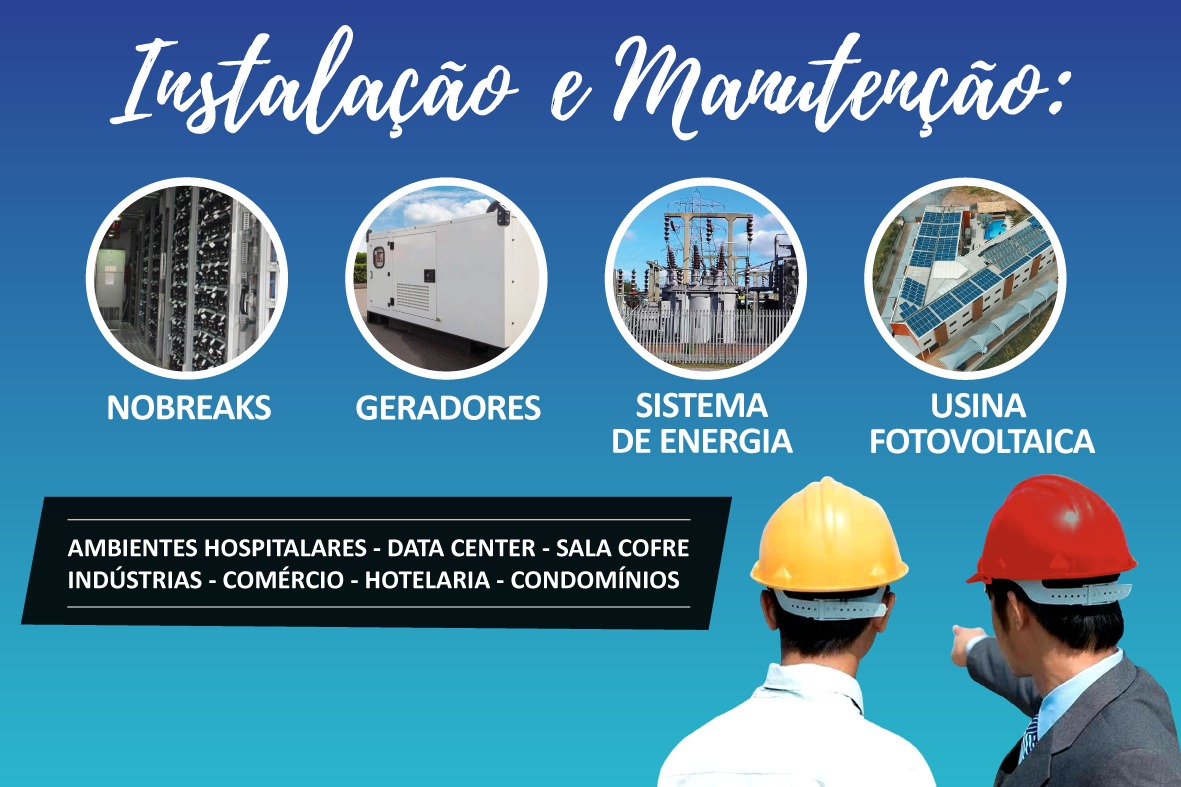 Instalação e Manutenção:
NOBREAKS
GERADORES
SISTEMA
DE ENERGIA
USINA
FOTOVOLTAICA
AMBIENTES HOSPITALARES - DATA CENTER - SALA COFRE
INDÚSTRIAS - COMÉRCIO - HOTELARIA - CONDOMÍNIOS